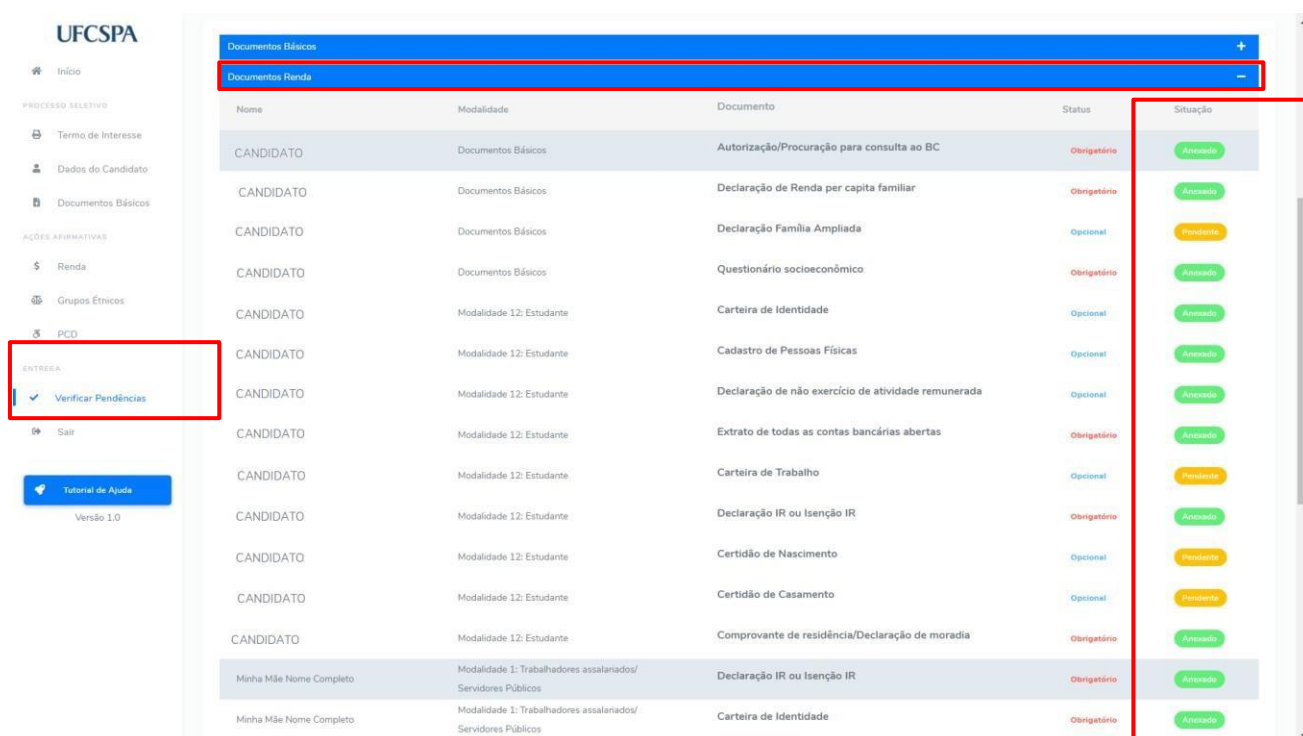 UFCSPA
Início
PROCESSO SELETIVO
Termo de Interesse
Dados do Candidato
Documentos Básicos
AÇÕES AFIRMATIVAS
Renda
Grupos Étnicos
PCD
ENTREGA
Verificar Pendências
Sair
Tutorial de Ajuda
Versão 1.0
Documentos Básicos +
Documentos Renda −
Nome Modalidade Documento Status Situação
CANDIDATO Documentos Básicos Autorização/Procuração para consulta ao BC Obrigatório Anexado
CANDIDATO Documentos Básicos Declaração de Renda per capita familiar Obrigatório Anexado
CANDIDATO Documentos Básicos Declaração Família Ampliada Opcional Pendente
CANDIDATO Documentos Básicos Questionário socioeconômico Obrigatório Anexado
CANDIDATO Modalidade 12: Estudante Carteira de Identidade Opcional Anexado
CANDIDATO Modalidade 12: Estudante Cadastro de Pessoas Físicas Opcional Anexado
CANDIDATO Modalidade 12: Estudante Declaração de não exercício de atividade remunerada Opcional Anexado
CANDIDATO Modalidade 12: Estudante Extrato de todas as contas bancárias abertas Obrigatório Anexado
CANDIDATO Modalidade 12: Estudante Carteira de Trabalho Opcional Pendente
CANDIDATO Modalidade 12: Estudante Declaração IR ou Isenção IR Obrigatório Anexado
CANDIDATO Modalidade 12: Estudante Certidão de Nascimento Opcional Pendente
CANDIDATO Modalidade 12: Estudante Certidão de Casamento Opcional Pendente
CANDIDATO Modalidade 12: Estudante Comprovante de residência/Declaração de moradia Obrigatório Anexado
Minha Mãe Nome Completo Modalidade 1: Trabalhadores assalariados/ Declaração IR ou Isenção IR Obrigatório Anexado
Servidores Públicos
Minha Mãe Nome Completo Modalidade 1: Trabalhadores assalariados/ Carteira de Identidade Obrigatório Anexado
Servidores Públicos